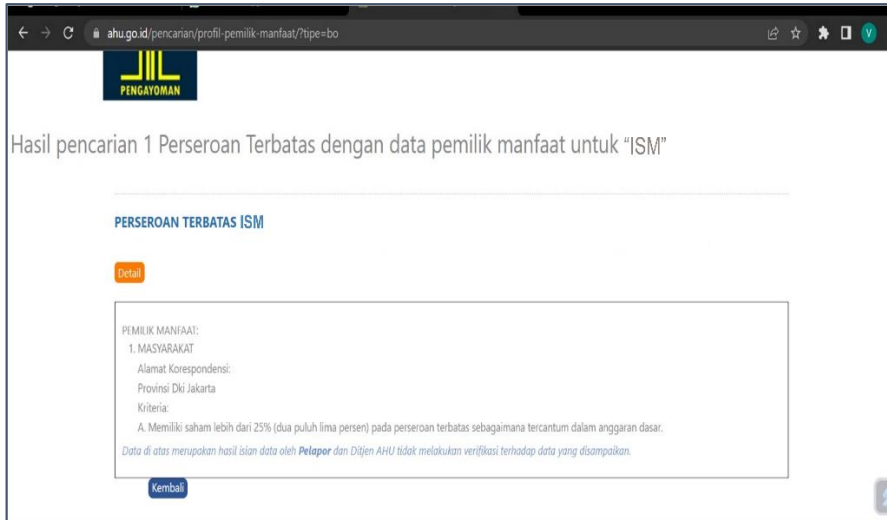 ahu.go.id/pencarian/profil-pemilik-manfaat/?tipe=bo
V
PENGAYOMAN
Hasil pencarian 1 Perseroan Terbatas dengan data pemilik manfaat untuk “ISM”
PERSEROAN TERBATAS ISM
Detail
PEMILIK MANFAAT:
1. MASYARAKAT
Alamat Korespondensi:
Provinsi Dki Jakarta
Kriteria:
A. Memiliki saham lebih dari 25% (dua puluh lima persen) pada perseroan terbatas sebagaimana tercantum dalam anggaran dasar.
Data di atas merupakan hasil isian data oleh Pelapor dan Ditjen AHU tidak melakukan verifikasi terhadap data yang disampaikan.
Kembali